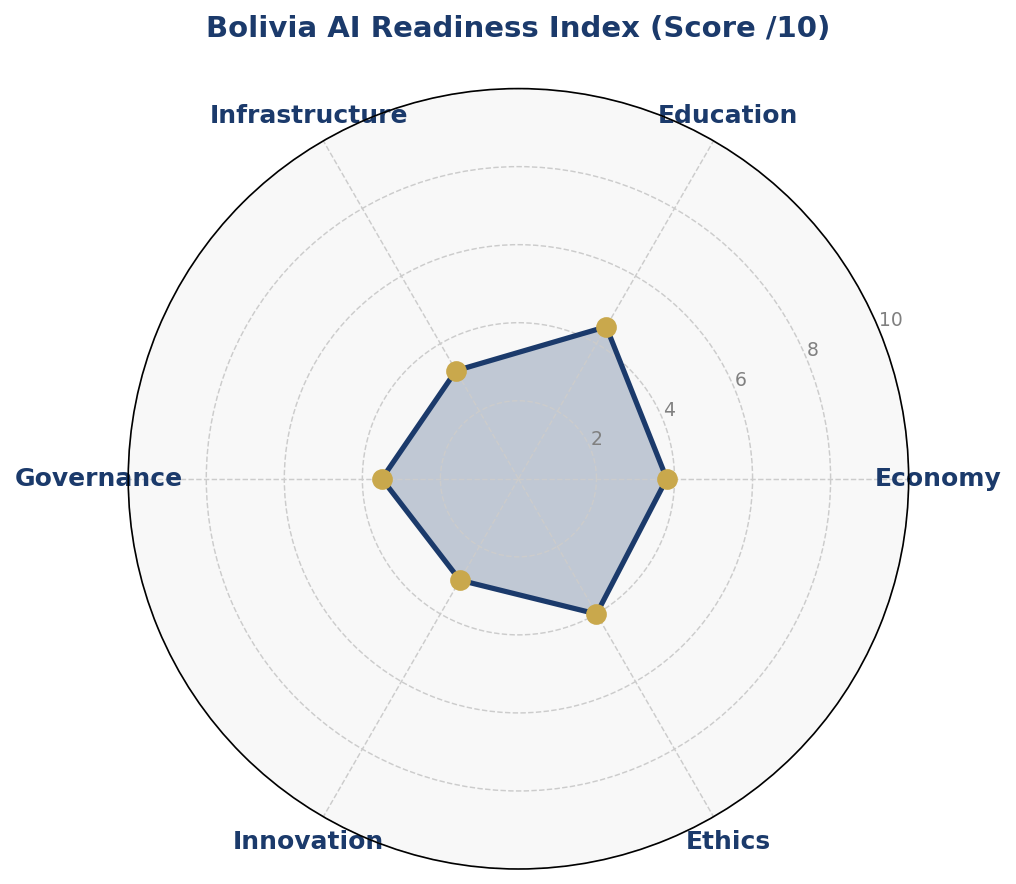 Bolivia AI Readiness Index (Score /10)
Infrastructure
Education
10
8
6
4
2
Governance
Economy
Innovation
Ethics